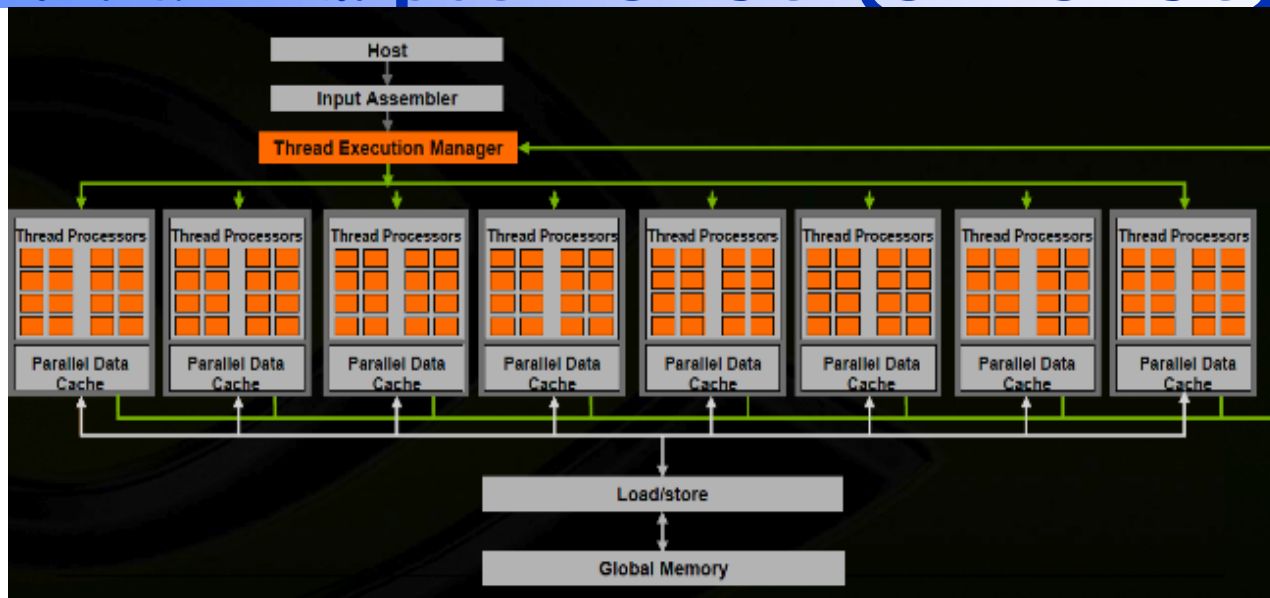 Host
Input Assembler
Thread Execution Manager
Thread Processors
Thread Processors
Thread Processors
Thread Processors
Thread Processors
Thread Processors
Thread Processors
Thread Processors
Parallel Data
Cache
Parallel Data
Cache
Parallel Data
Cache
Parallel Data
Cache
Parallel Data
Cache
Parallel Data
Cache
Parallel Data
Cache
Parallel Data
Cache
Load/store
Global Memory